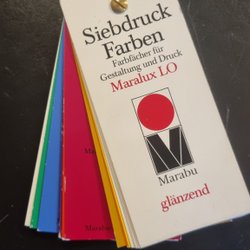 Siebdruck
Farben
Farbfächer für
Gestaltung und Druck
Maralux LO
Marabu
glänzend